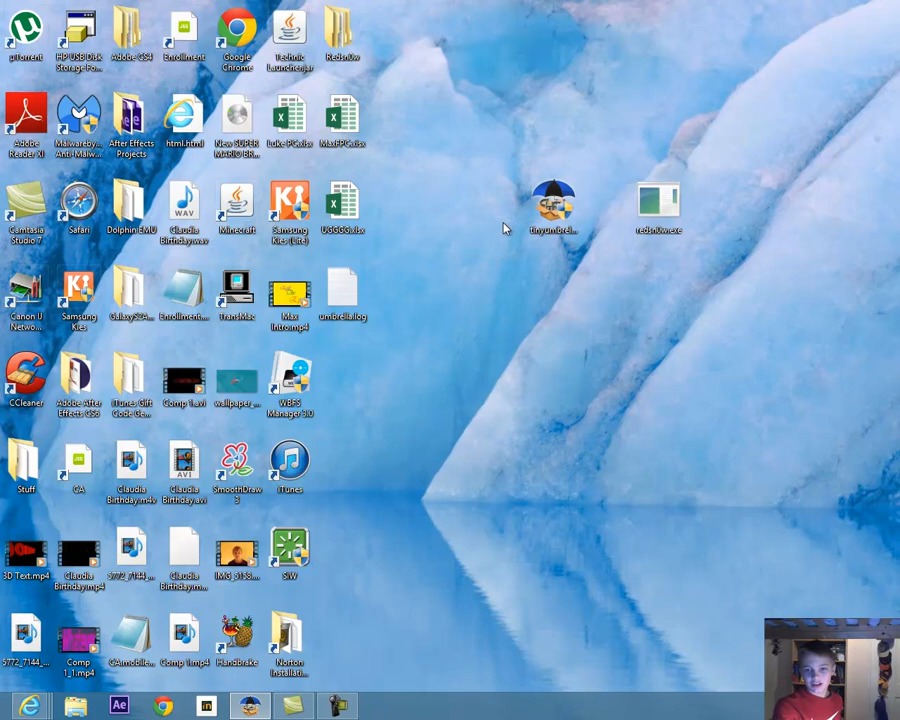 µTorrent
HP USB Disk
Storage Fo...
Adobe CS4
Enrollment
Google
Chrome
Technic
Launcher.jar
Redsn0w
Adobe
Reader XI
Malwareby...
Anti-Malw...
After Effects
Projects
html.html
New SUPER
MARIO BR...
Luke PC.xlsx
MaxFPC.xlsx
Camtasia
Studio 7
Safari
Dolphin EMU
Claudia
Birthday.wav
Minecraft
Samsung
Kies (Lite)
UGGGG.xlsx
tinyumbrel...
redsn0w.exe
Canon IJ
Netwo...
Samsung
Kies
GalaxyS2A...
Enrollment...
TransMac
Max
Intro.mp4
umbrella.log
CCleaner
Adobe After
Effects CS6
iTunes Gift
Code Ge...
Comp 1.avi
wallpaper_...
WBFS
Manager 3.0
Stuff
CA
Claudia
Birthday.m4v
Claudia
Birthday.avi
SmoothDraw
3
iTunes
3D Text.mp4
Claudia
Birthday.mp4
5772_7144_...
Claudia
Birthday.m...
IMG_3158....
SIW
5772_7144_...
Comp
1_1.mp4
CA.mobile...
Comp 1.mp4
Handbrake
Norton
Installati...